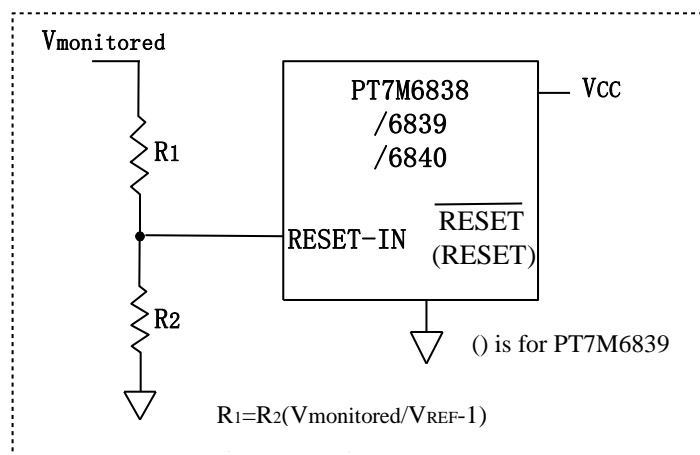 Vmonitored
PT7M6838
/6839
/6840
VCC
R1
RESET-IN
RESET
(RESET)
R2
() is for PT7M6839
R1=R2(Vmonitored/VREF-1)